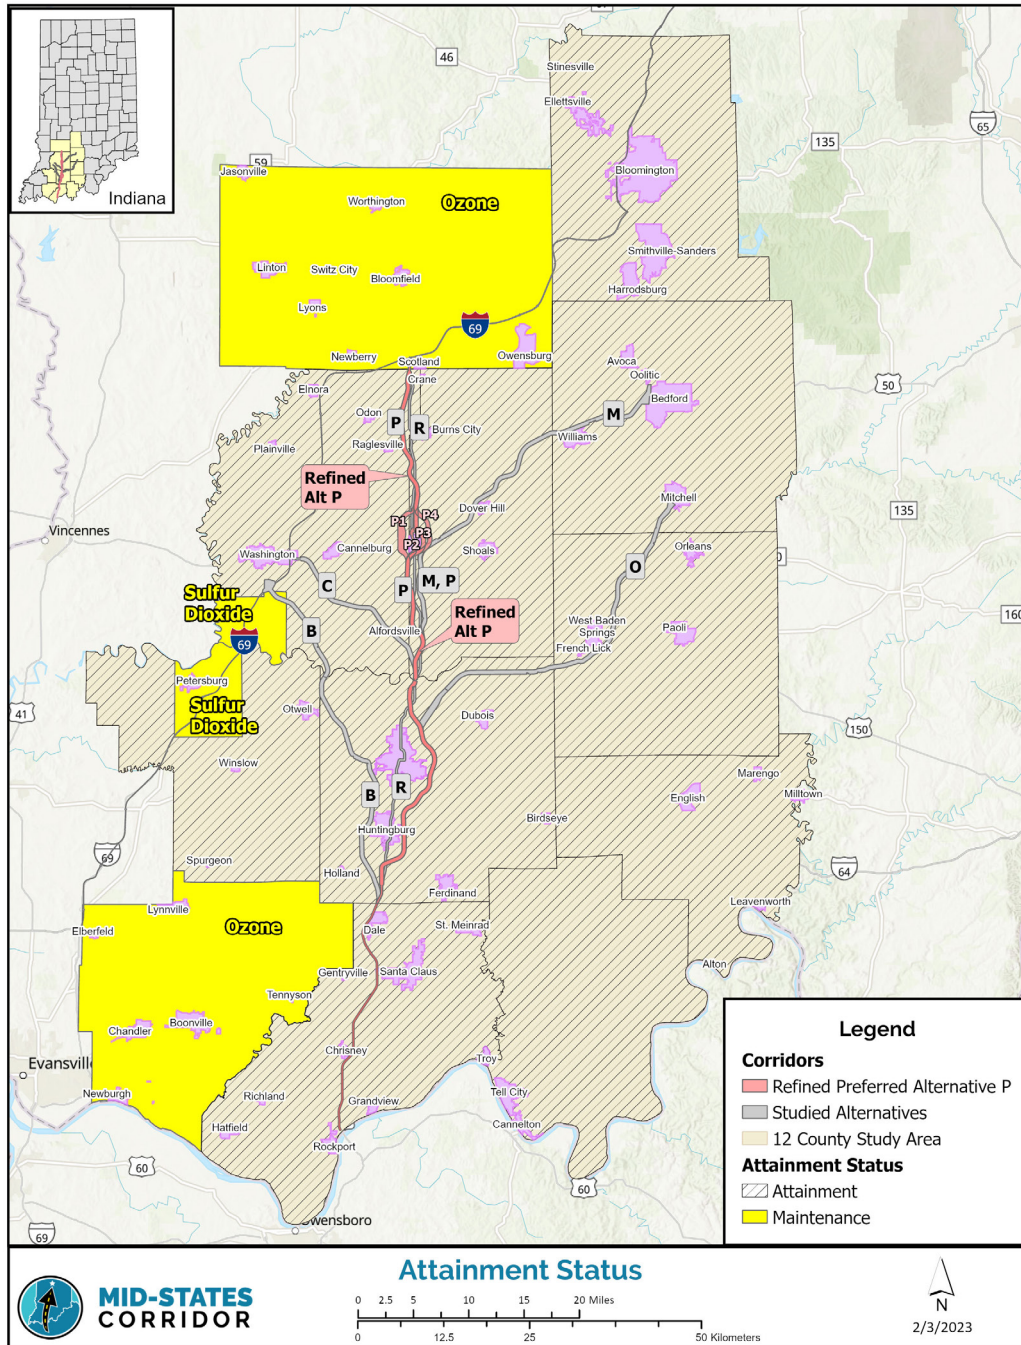 Indiana
46
59
135
65
Stinesville
Ellettsville
Bloomington
Jasonville
Ozone
Worthington
Smithville-Sanders
Linton
Switz City
Bloomfield
Harrodsburg
Lyons
69
Newberry
Scotland
Owensburg
Avoca
Oolitic
Crane
Elnora
50
Bedford
Odon
P
R
Burns City
M
Williams
Plainville
Raglesville
Refined
Alt P
Mitchell
Dover Hill
135
P1
P4
P3
P2
Vincennes
Washington
Cannelburg
Shoals
Orleans
O
C
P
M, P
Sulfur
Dioxide
Refined
Alt P
160
B
Alfordsville
West Baden
Springs
French Lick
Paoli
69
Petersburg
Sulfur
Dioxide
41
Otwell
Dubois
150
Winslow
Marengo
Milltown
B
R
English
Birdseye
Huntingburg
69
Spurgeon
Holland
64
Ferdinand
Lynnville
Leavenworth
Elberfeld
Ozone
Dale
St. Meinrad
Alton
Gentryville
Santa Claus
Tennyson
Chandler
Boonville
Evansvill
Chrisney
Troy
Newburgh
Richland
Tell City
Grandview
Cannelton
Hatfield
Rockport
60
60
69
wensboro
Legend
Corridors
Refined Preferred Alternative P
Studied Alternatives
12 County Study Area
Attainment Status
Attainment
Maintenance
MID-STATES
CORRIDOR
Attainment Status
0 2.5 5 10 15 20 Miles
0 12.5 25 50 Kilometers
N
2/3/2023